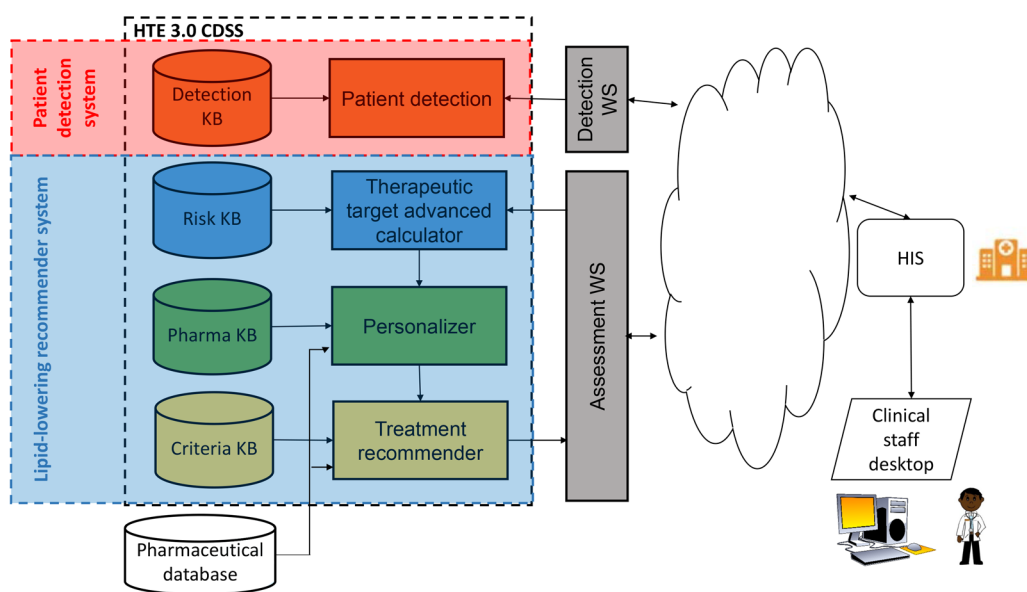 HTE 3.0 CDSS
Patient
detection
system
Detection
KB
Patient detection
Detection
WS
Lipid-lowering recommender system
Risk KB
Therapeutic
target advanced
calculator
Pharma KB
Personalizer
Criteria KB
Treatment
recommender
Assessment WS
HIS
Clinical
staff
desktop
Pharmaceutical
database